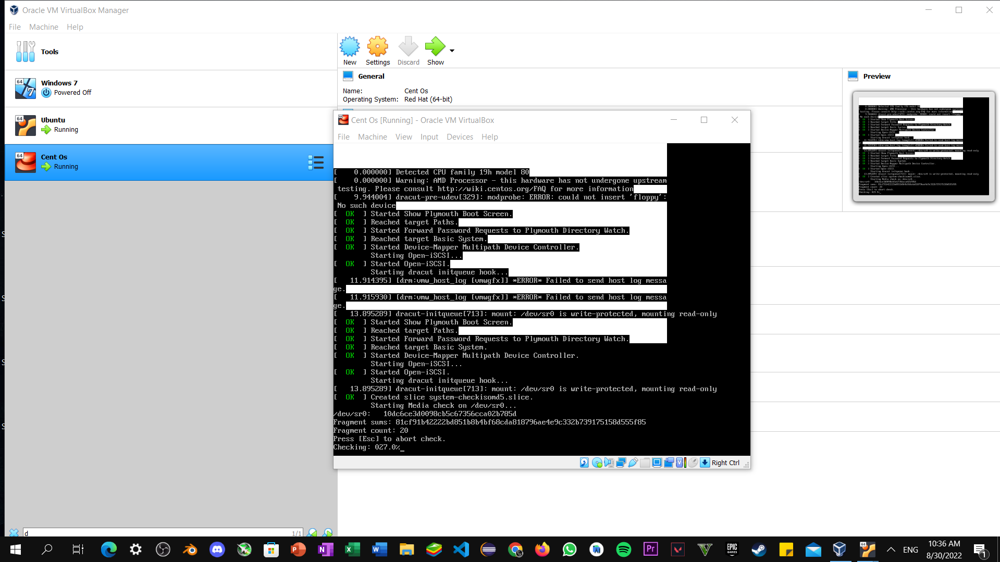 Oracle VM VirtualBox Manager
File Machine Help
Tools
New Settings Discard Show
64
Windows 7
Powered Off
64
Ubuntu
Running
64
Cent Os
Running
General
Name: Cent Os
Operating System: Red Hat (64-bit)
Preview
64
Cent Os [Running] - Oracle VM VirtualBox
File Machine View Input Devices Help
[    0.000000] Detected CPU family 19h model 80
[    0.000000] Warning: AMD Processor - this hardware has not undergone upstream
testing. Please consult http://wiki.centos.org/FAQ for more information
[    9.944004] dracut-pre-udev[329]: modprobe: ERROR: could not insert 'floppy':
No such device
[  OK  ] Started Show Plymouth Boot Screen.
[  OK  ] Reached target Paths.
[  OK  ] Started Forward Password Requests to Plymouth Directory Watch.
[  OK  ] Reached target Basic System.
[  OK  ] Started Device-Mapper Multipath Device Controller.
Starting Open-iSCSI...
[  OK  ] Started Open-iSCSI.
Starting dracut initqueue hook...
[   11.914395] [drm:vmw_host_log [vmwgfx]] *ERROR* Failed to send host log messa
ge.
[   11.915930] [drm:vmw_host_log [vmwgfx]] *ERROR* Failed to send host log messa
ge.
[   13.895289] dracut-initqueue[713]: mount: /dev/sr0 is write-protected, mounting read-only
[  OK  ] Started Show Plymouth Boot Screen.
[  OK  ] Reached target Paths.
[  OK  ] Started Forward Password Requests to Plymouth Directory Watch.
[  OK  ] Reached target Basic System.
[  OK  ] Started Device-Mapper Multipath Device Controller.
Starting Open-iSCSI...
[  OK  ] Started Open-iSCSI.
Starting dracut initqueue hook...
[   13.895289] dracut-initqueue[713]: mount: /dev/sr0 is write-protected, mounting read-only
[  OK  ] Created slice system-checkisomd5.slice.
Starting Media check on /dev/sr0...
/dev/sr0:   10dc6ce3d0098cb5c67356cca02b785d
Fragment sums: 81cf91b42222bd851b8b4bf68cda818796ae4e9c332b739175158d555f85
Fragment count: 20
Press [Esc] to abort check.
Checking: 027.0%_
Right Ctrl
d 1/1
ENG
10:36 AM
8/30/2022
1